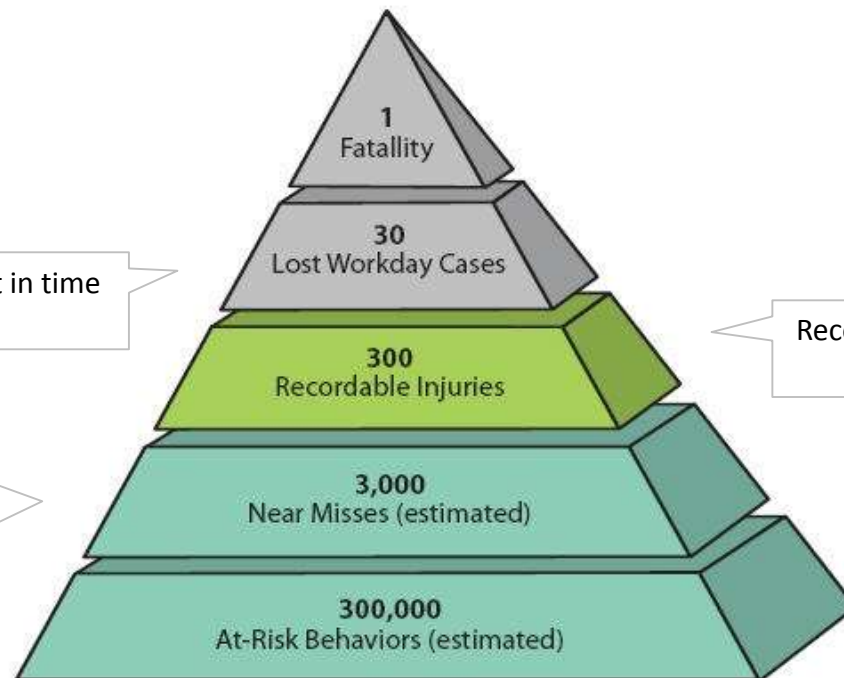 1
Fatallity
30
Lost Workday Cases
in time
300
Recordable Injuries
3,000
Near Misses (estimated)
300,000
At-Risk Behaviors (estimated)